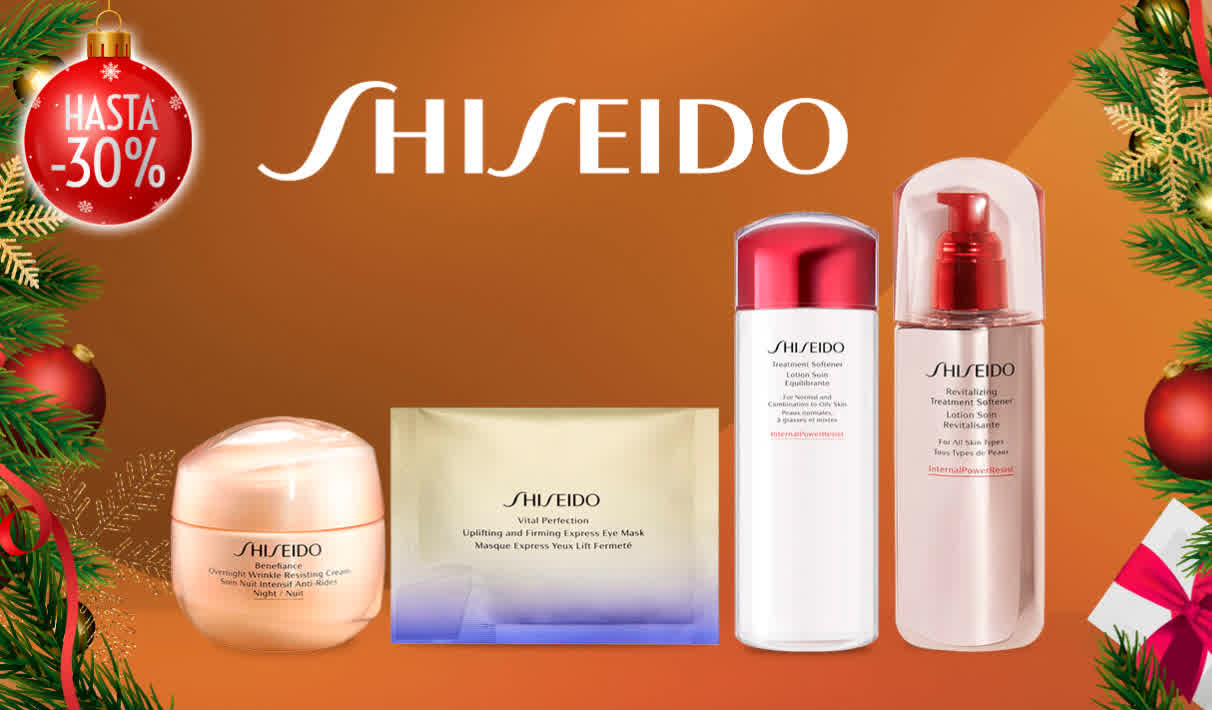 HASTA
-30%
SHISEIDO
SHISEIDO
Benefiance
Overnight Wrinkle Resisting Cream
Soin Nuit Intensif Anti-Rides
Night / Nuit
SHISEIDO
Vital Perfection
Uplifting and Firming Express Eye Mask
Masque Express Yeux Lift Fermeté
SHISEIDO
Treatment Softener
Lotion Soin
Equilibrante
For Normal and
Combination to Oily Skin
Peaux normales,
à grasses et mixtes
InternalPowerResist
SHISEIDO
Revitalizing
Treatment Softener
Lotion Soin
Revitalisante
For All Skin Types
Tous Types de Peaux
InternalPowerResist